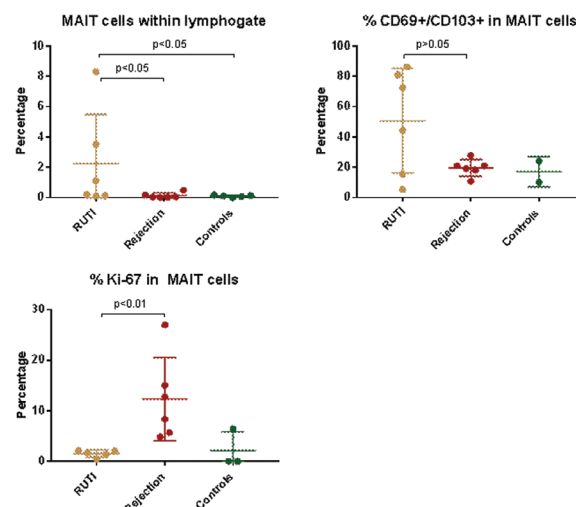 MAIT cells within lymphogate
p<0.05
p<0.05
Percentage
10
8
6
4
2
0
RUTI
Rejection
Controls
% CD69+/CD103+ in MAIT cells
p>0.05
Percentage
100
80
60
40
20
0
RUTI
Rejection
Controls
% Ki-67 in MAIT cells
p<0.01
Percentage
30
20
10
0
RUTI
Rejection
Controls